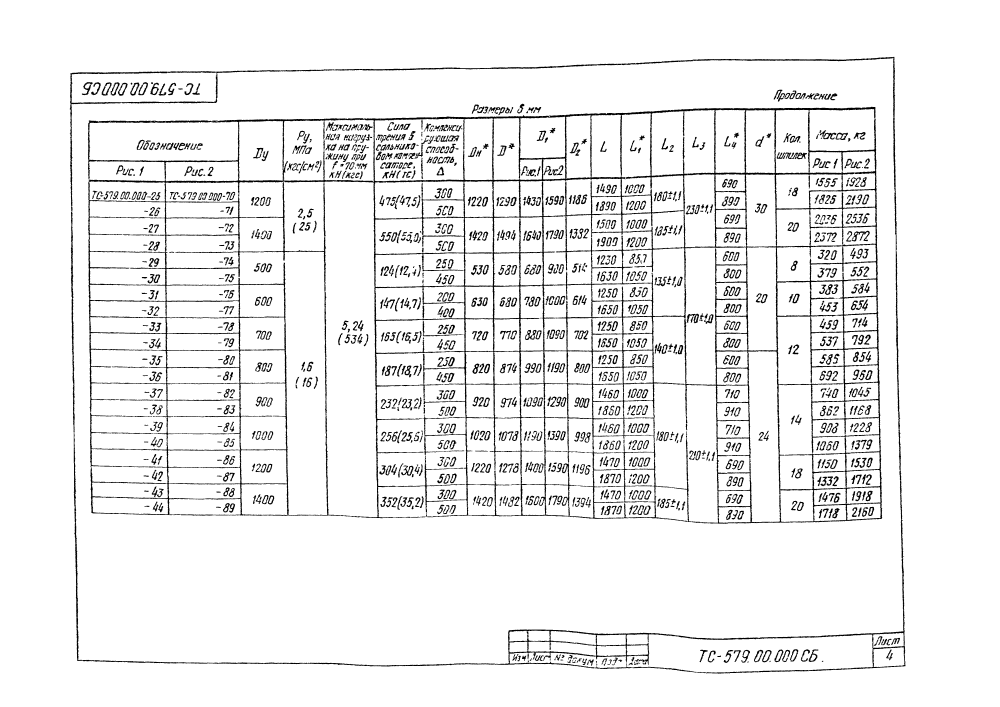 ТС-579.00.000СБ
Продолжение
Размеры в мм
Обозначение Dу Ру, МПа (кгс/см²) Максимальная нагрузка на пружину при f=70мм кН(кгс) Сила трения в сальниковом компенсаторе, кН(тс) Компенсирующая способность, Δ Dн* D* D₁* D₂* L L₁* L₂ L₃ L₄* d* Кол. шпилек Масса, кг
Рис. 1 Рис. 2 Рис.1 Рис.2 Рис 1 Рис. 2
ТС-579.00.000-25 ТС-579.00.000-70 1200 2,5 (25) 5,24 (534) 475(47,5) 300 1220 1290 1430 1590 1186 1490 1000 180±1,1 230±1,1 690 30 18 1555 1928
-26 -71 500 1890 1200 890 1825 2190
-27 -72 1400 550(55,0) 300 1420 1494 1640 1790 1392 1500 1000 185±1,1 690 20 2036 2536
-28 -73 500 1900 1200 890 2372 2872
-29 -74 500 1,6 (16) 124(12,4) 250 530 580 680 900 514 1230 850 135±1,0 170±1,0 600 20 8 320 493
-30 -75 450 1630 1050 800 379 552
-31 -76 600 147(14,7) 200 630 680 780 1000 614 1250 850 600 10 383 584
-32 -77 400 1650 1050 800 453 654
-33 -78 700 165(16,5) 250 720 770 880 1090 702 1250 850 140±1,0 600 12 459 714
-34 -79 450 1650 1050 800 537 792
-35 -80 800 187(18,7) 250 820 874 990 1190 800 1250 850 600 24 585 854
-36 -81 450 1650 1050 800 692 960
-37 -82 900 232(23,2) 300 920 974 1090 1290 900 1460 1000 180±1,1 210±1,1 710 14 740 1045
-38 -83 500 1860 1200 910 862 1168
-39 -84 1000 256(25,6) 300 1020 1078 1190 1390 998 1460 1000 710 908 1228
-40 -85 500 1860 1200 910 1060 1379
-41 -86 1200 304(30,4) 300 1220 1278 1400 1590 1196 1470 1000 690 18 1150 1530
-42 -87 500 1870 1200 890 1332 1712
-43 -88 1400 352(35,2) 300 1420 1482 1600 1790 1394 1470 1000 185±1,1 690 20 1476 1918
-44 -89 500 1870 1200 890 1718 2160
Изм Лист № докум Подп Дата ТС-579.00.000 СБ. Лист
4